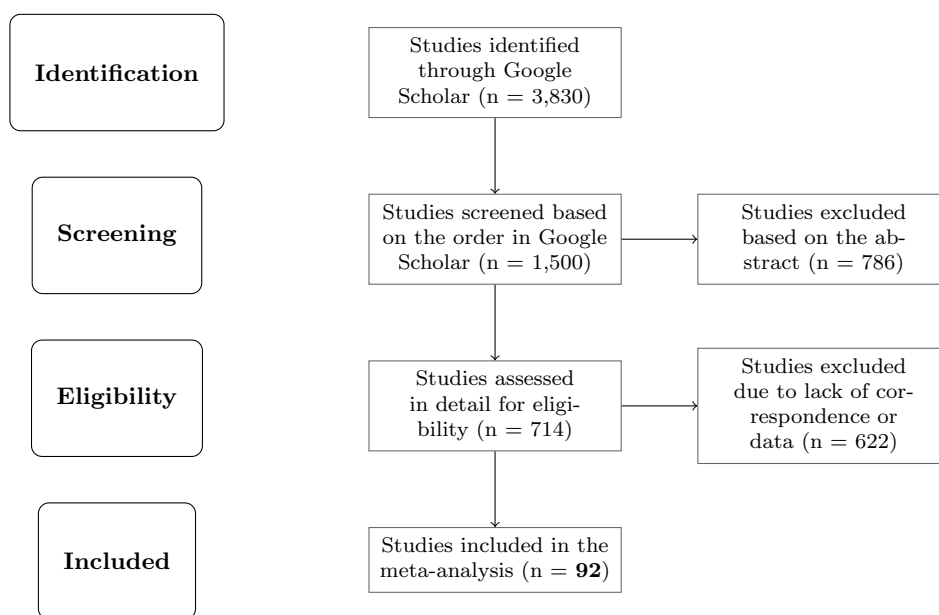 Identification
Studies identified
through Google
Scholar (n = 3,830)
Screening
Studies screened based
on the order in Google
Scholar (n = 1,500)
Studies excluded
based on the ab-
stract (n = 786)
Eligibility
Studies assessed
in detail for eligi-
bility (n = 714)
Studies excluded
due to lack of cor-
respondence or
data (n = 622)
Included
Studies included in the
meta-analysis (n = 92)